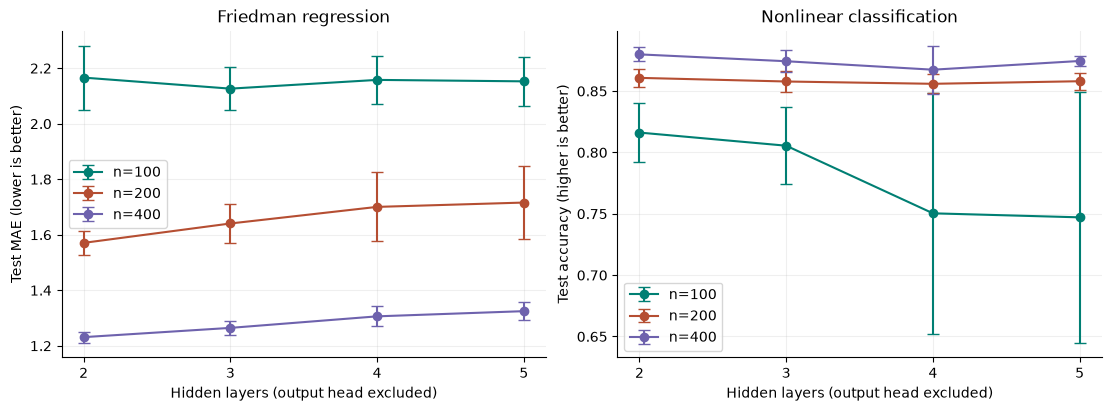 Friedman regression
Test MAE (lower is better)
2.2
2.0
1.8
1.6
1.4
1.2
n=100
n=200
n=400
2 3 4 5
Hidden layers (output head excluded)
Nonlinear classification
Test accuracy (higher is better)
0.85
0.80
0.75
0.70
0.65
n=100
n=200
n=400
2 3 4 5
Hidden layers (output head excluded)